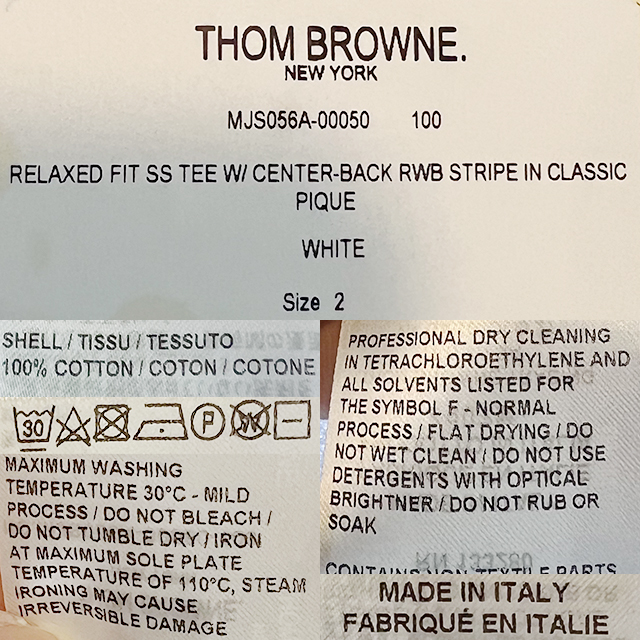 THOM BROWNE.
NEW YORK
MJS056A-00050 100
RELAXED FIT SS TEE W/ CENTER-BACK RWB STRIPE IN CLASSIC
PIQUE
WHITE
Size 2
SHELL / TISSU / TESSUTO
100% COTTON / COTON / COTONE
30 P W
MAXIMUM WASHING
TEMPERATURE 30°C - MILD
PROCESS / DO NOT BLEACH /
DO NOT TUMBLE DRY / IRON
AT MAXIMUM SOLE PLATE
TEMPERATURE OF 110°C, STEAM
IRONING MAY CAUSE
IRREVERSIBLE DAMAGE
PROFESSIONAL DRY CLEANING
IN TETRACHLOROETHYLENE AND
ALL SOLVENTS LISTED FOR
THE SYMBOL F - NORMAL
PROCESS / FLAT DRYING / DO
NOT WET CLEAN / DO NOT USE
DETERGENTS WITH OPTICAL
BRIGHTNER / DO NOT RUB OR
SOAK
CONTAINS NON-TEXTILE PARTS
MADE IN ITALY
FABRIQUÉ EN ITALIE